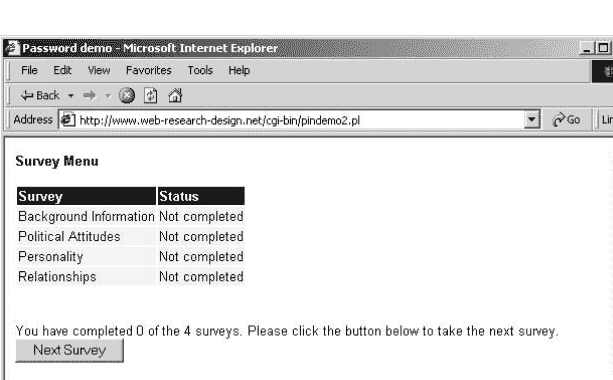 Password demo - Microsoft Internet Explorer
File Edit View Favorites Tools Help
Back
Address http://www.web-research-design.net/cgi-bin/pindemo2.pl Go
Survey Menu
Survey Status
Background Information Not completed
Political Attitudes Not completed
Personality Not completed
Relationships Not completed
You have completed 0 of the 4 surveys. Please click the button below to take the next survey.
Next Survey